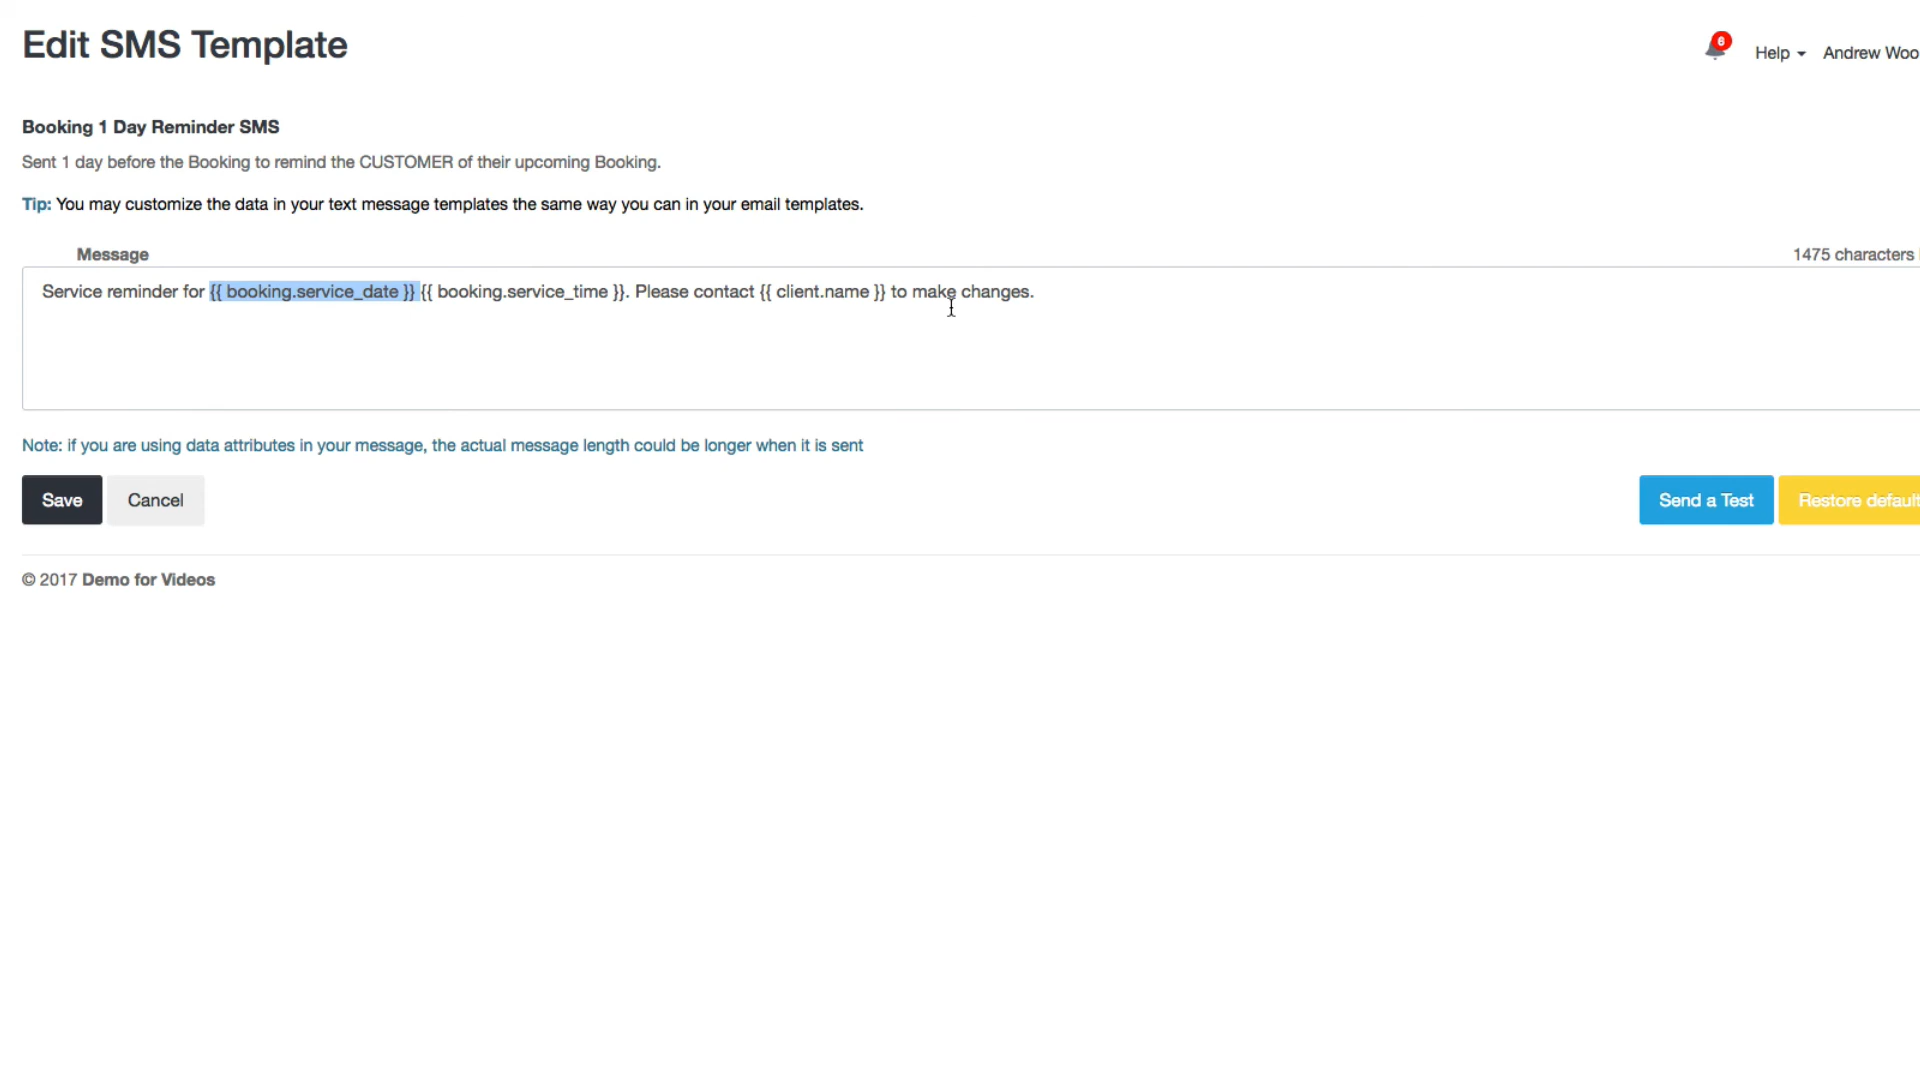 Edit SMS Template
6
Help
Andrew Woo
Booking 1 Day Reminder SMS
Sent 1 day before the Booking to remind the CUSTOMER of their upcoming Booking.
Tip: You may customize the data in your text message templates the same way you can in your email templates.
Message
1475 characters
Service reminder for {{ booking.service_date }} {{ booking.service_time }}. Please contact {{ client.name }} to make changes.
Note: if you are using data attributes in your message, the actual message length could be longer when it is sent
Save
Cancel
Send a Test
Restore default
© 2017 Demo for Videos